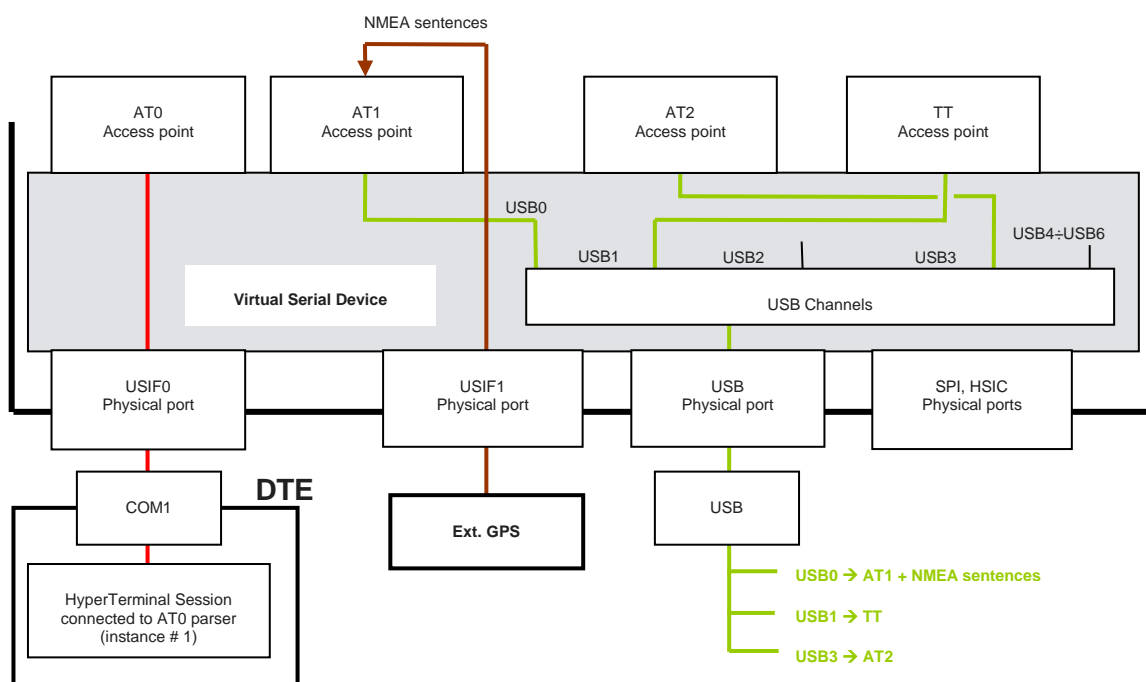 NMEA sentences
AT0
Access point
AT1
Access point
AT2
Access point
TT
Access point
USB0
USB1
USB2
USB3
USB4÷USB6
Virtual Serial Device
USB Channels
USIF0
Physical port
USIF1
Physical port
USB
Physical port
SPI, HSIC
Physical ports
COM1
DTE
Ext. GPS
USB
HyperTerminal Session
connected to AT0 parser
(instance # 1)
USB0 → AT1 + NMEA sentences
USB1 → TT
USB3 → AT2